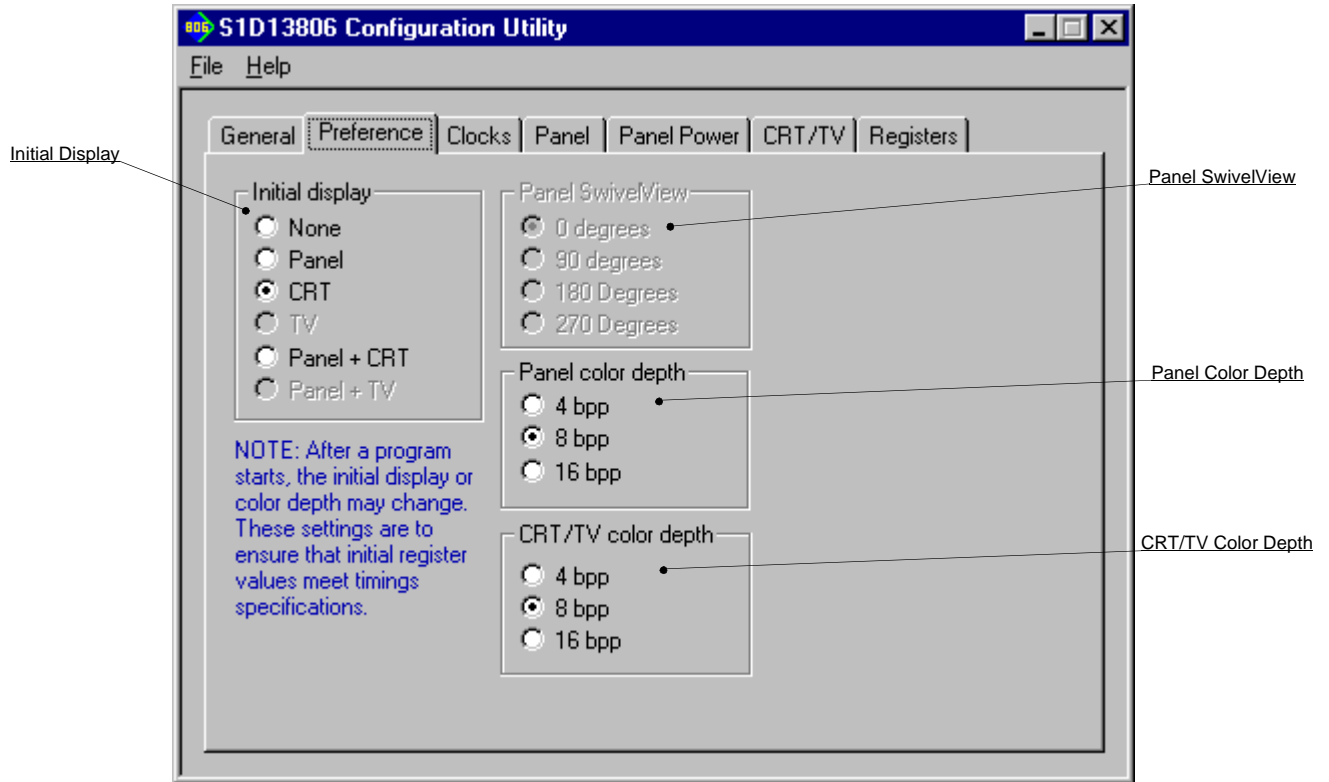 806 S1D13806 Configuration Utility
File Help
General Preference Clocks Panel Panel Power CRT/TV Registers
Initial Display
Initial display
None
Panel
CRT
TV
Panel + CRT
Panel + TV
NOTE: After a program
starts, the initial display or
color depth may change.
These settings are to
ensure that initial register
values meet timings
specifications.
Panel SwivelView
0 degrees
90 degrees
180 Degrees
270 Degrees
Panel SwivelView
Panel color depth
4 bpp
8 bpp
16 bpp
Panel Color Depth
CRT/TV color depth
4 bpp
8 bpp
16 bpp
CRT/TV Color Depth